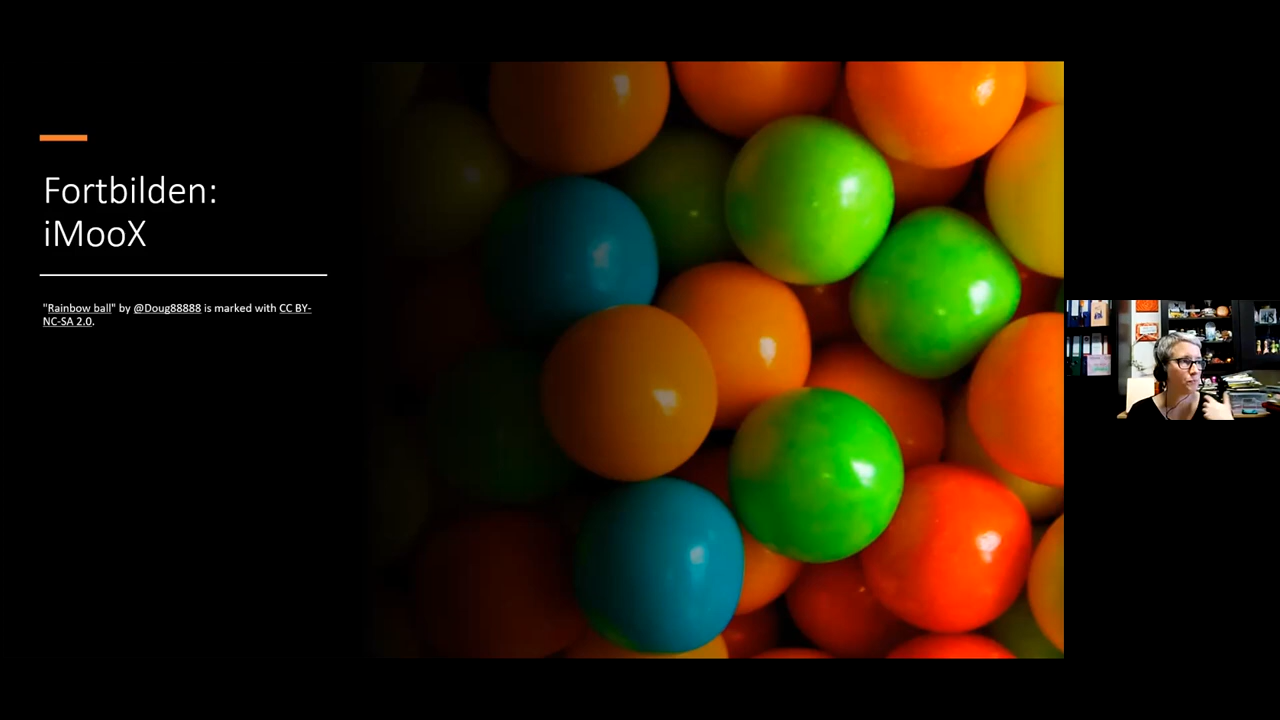 Fortbilden:
iMooX
"Rainbow ball" by @Doug88888 is marked with CC BY-
NC-SA 2.0.